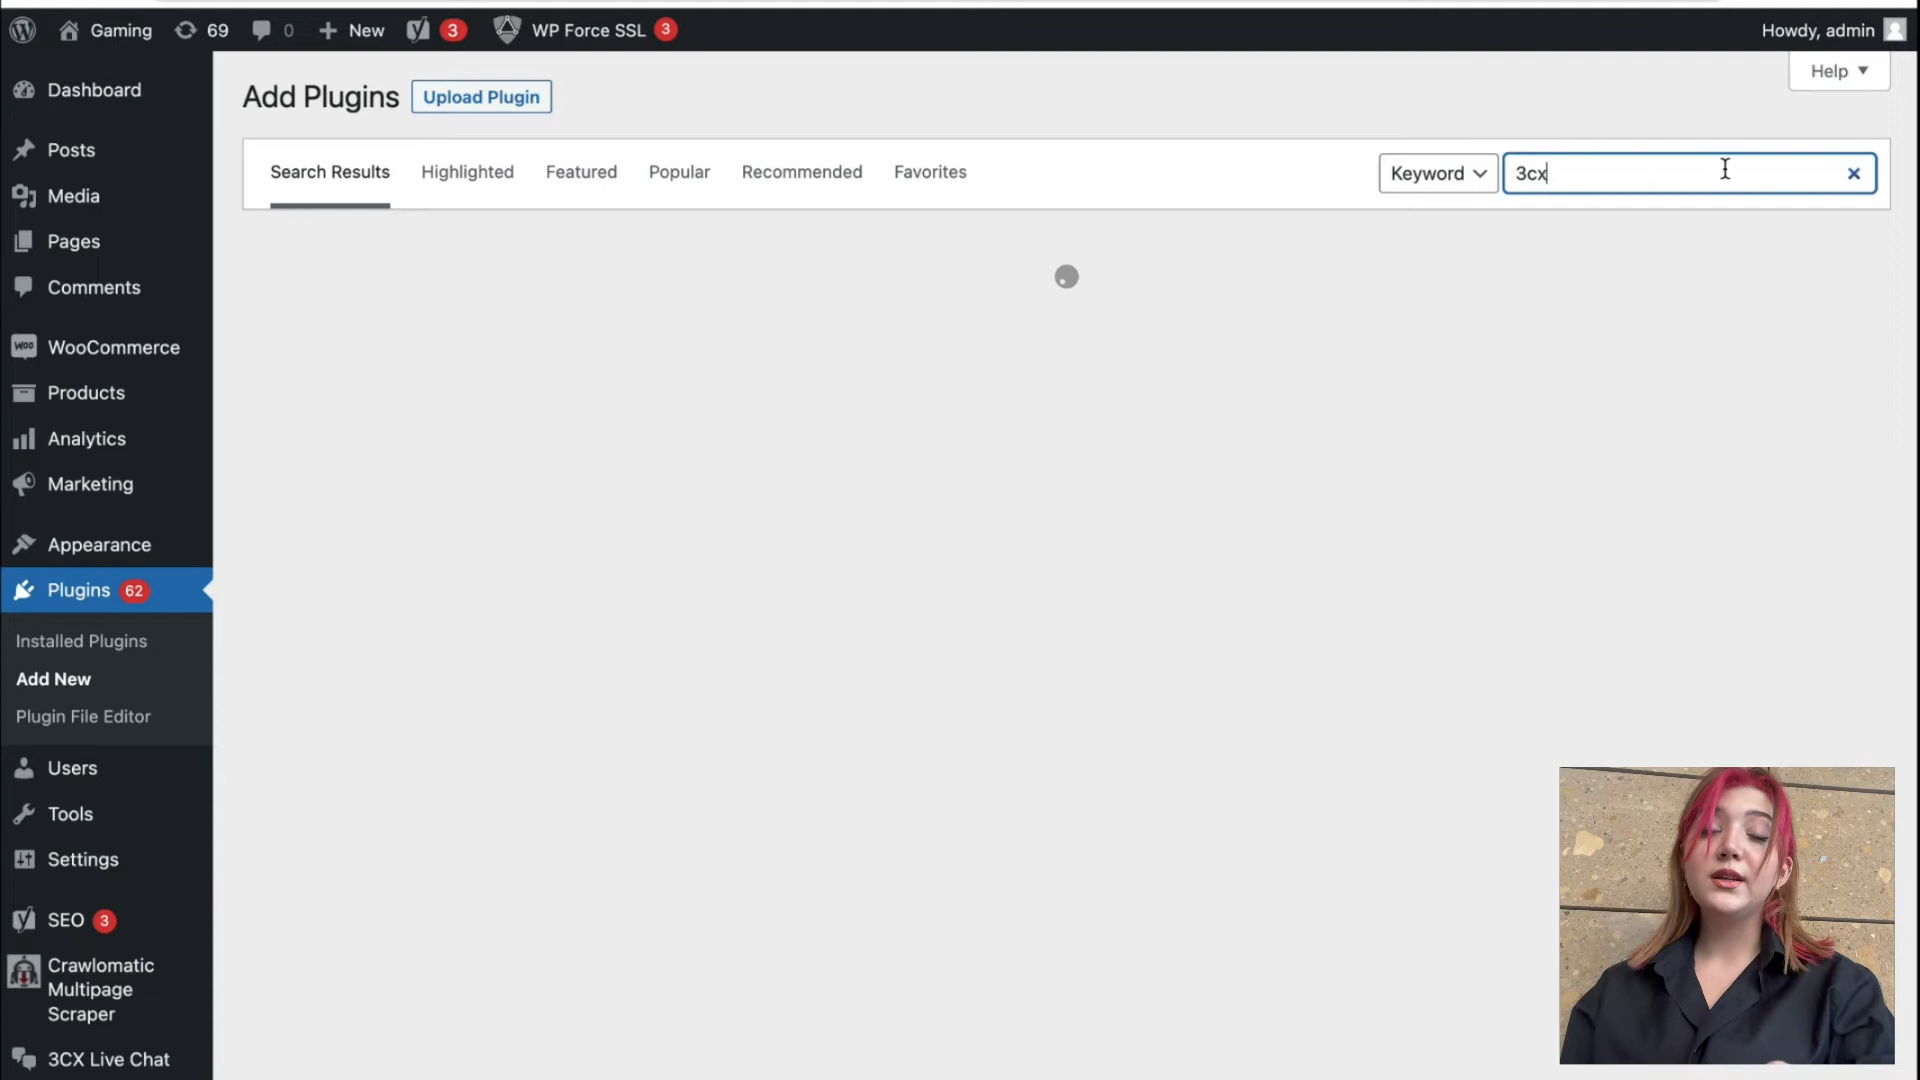 Gaming
69
0
New
3
WP Force SSL
3
Howdy, admin
Help
Add Plugins
Upload Plugin
Search Results
Highlighted
Featured
Popular
Recommended
Favorites
Keyword
3cx
Dashboard
Posts
Media
Pages
Comments
WOO
WooCommerce
Products
Analytics
Marketing
Appearance
Plugins
62
Installed Plugins
Add New
Plugin File Editor
Users
Tools
Settings
SEO
3
Crawlomatic
Multipage
Scraper
3CX Live Chat